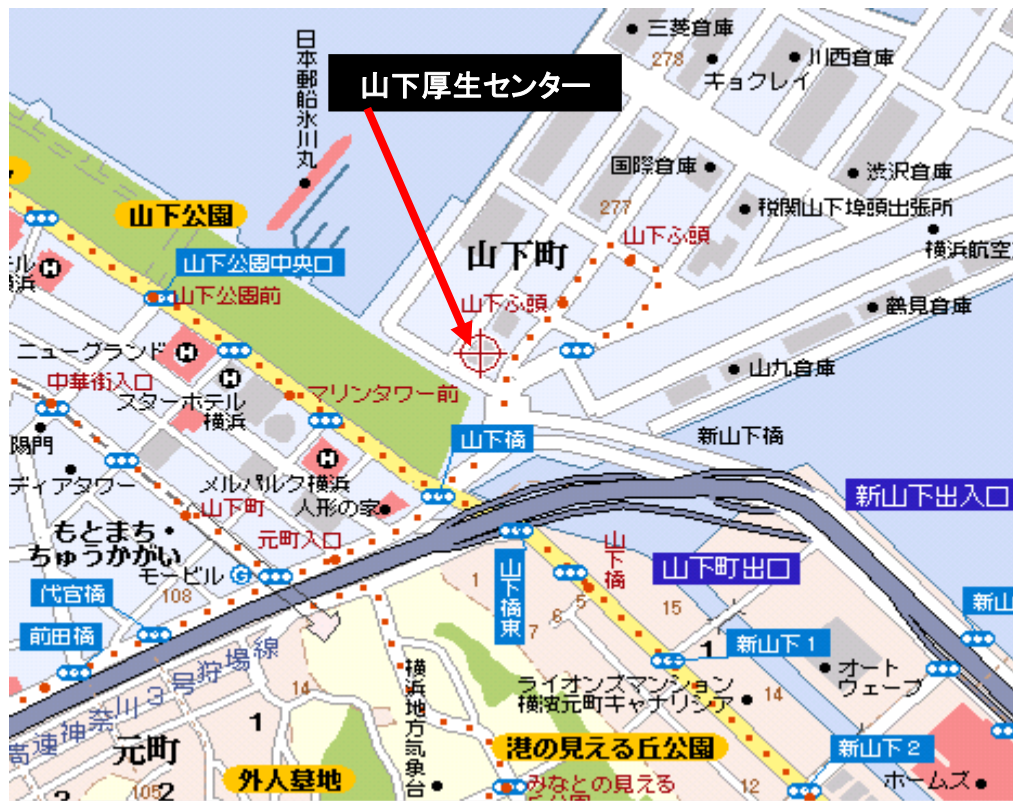 三菱倉庫
278
キョクレイ
川西倉庫
日本郵船氷川丸
山下厚生センター
国際倉庫
渋沢倉庫
277
税関山下埠頭出張所
山下公園
山下ふ頭
山下町
横浜航空
山下公園中央口
ル
浜
山下公園前
山下ふ頭
鶴見倉庫
ニューグランド
中華街入口
山九倉庫
スターホテル
横浜
マリンタワー前
陽門
山下橋
新山下橋
ディアタワー
メルパルク横浜
新山下出入口
山下町
人形の家
もとまち・
ちゅうかがい
元町入口
山下橋
山下町出口
モービル
G
山下橋東
代官橋
108
1
5
6
7
15
新山
前田橋
1
新山下1
高速神奈川3号狩場線
横浜地方気象台
オート
ウェーブ
14
ライオンズマンション
横濱元町キャナリシア
14
1
元町
港の見える丘公園
新山下2
外人墓地
みなとの見える
丘公園
12
ホームズ
105
2